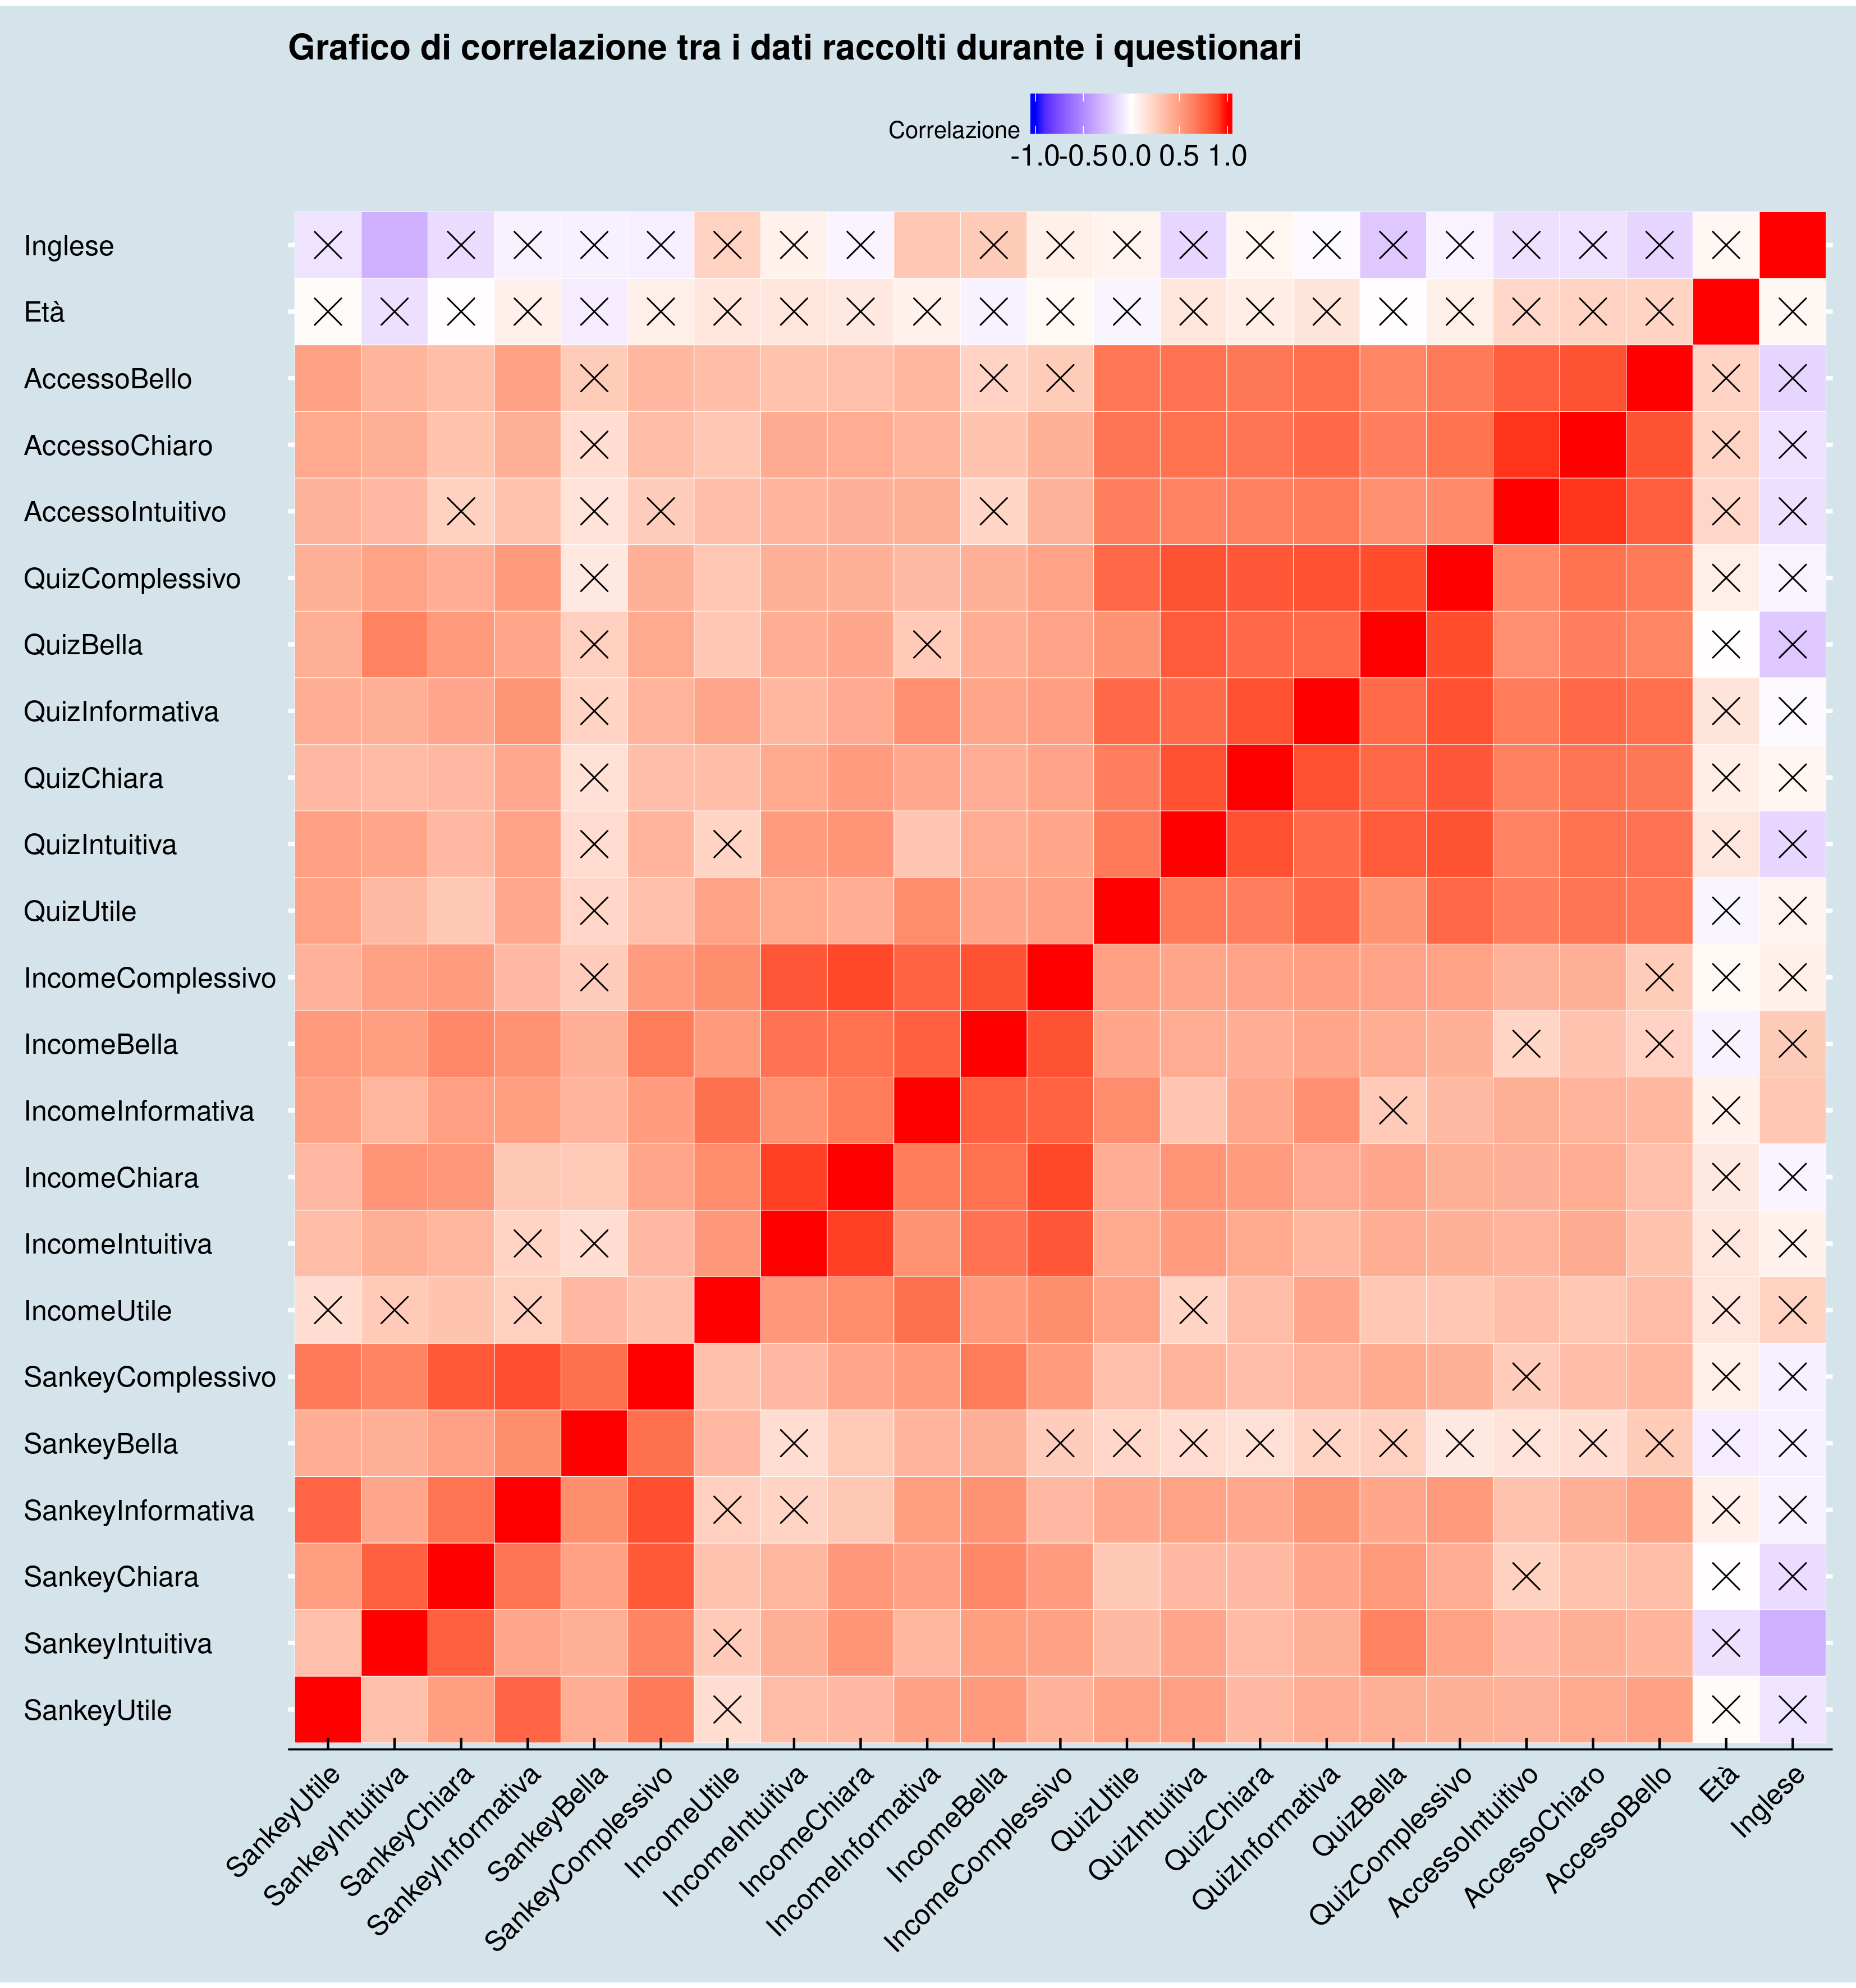 Grafico di correlazione tra i dati raccolti durante i questionari
Correlazione
-1.0 -0.5 0.0 0.5 1.0
Inglese
Età
AccessoBello
AccessoChiaro
AccessoIntuitivo
QuizComplessivo
QuizBella
QuizInformativa
QuizChiara
QuizIntuitiva
QuizUtile
IncomeComplessivo
IncomeBella
IncomeInformativa
IncomeChiara
IncomeIntuitiva
IncomeUtile
SankeyComplessivo
SankeyBella
SankeyInformativa
SankeyChiara
SankeyIntuitiva
SankeyUtile
SankeyUtile
SankeyIntuitiva
SankeyChiara
SankeyInformativa
SankeyBella
SankeyComplessivo
IncomeUtile
IncomeIntuitiva
IncomeChiara
IncomeInformativa
IncomeBella
IncomeComplessivo
QuizUtile
QuizIntuitiva
QuizChiara
QuizInformativa
QuizBella
QuizComplessivo
AccessoIntuitivo
AccessoChiaro
AccessoBello
Età
Inglese